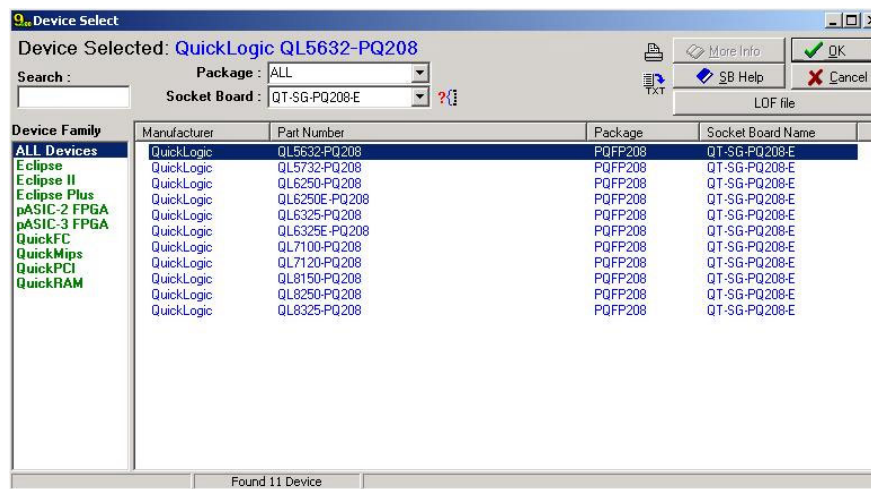 Device Select
Device Selected: QuickLogic QL5632-PQ208
More Info
OK
Search :
Package : ALL
SB Help
Cancel
Socket Board : QT-SG-PQ208-E
?{
TXT
LOF file
Device Family
ALL Devices
Eclipse
Eclipse II
Eclipse Plus
pASIC-2 FPGA
pASIC-3 FPGA
QuickFC
QuickMips
QuickPCI
QuickRAM
Manufacturer Part Number Package Socket Board Name
QuickLogic QL5632-PQ208 PQFP208 QT-SG-PQ208-E
QuickLogic QL5732-PQ208 PQFP208 QT-SG-PQ208-E
QuickLogic QL6250-PQ208 PQFP208 QT-SG-PQ208-E
QuickLogic QL6250E-PQ208 PQFP208 QT-SG-PQ208-E
QuickLogic QL6325-PQ208 PQFP208 QT-SG-PQ208-E
QuickLogic QL6325E-PQ208 PQFP208 QT-SG-PQ208-E
QuickLogic QL7100-PQ208 PQFP208 QT-SG-PQ208-E
QuickLogic QL7120-PQ208 PQFP208 QT-SG-PQ208-E
QuickLogic QL8150-PQ208 PQFP208 QT-SG-PQ208-E
QuickLogic QL8250-PQ208 PQFP208 QT-SG-PQ208-E
QuickLogic QL8325-PQ208 PQFP208 QT-SG-PQ208-E
Found 11 Device